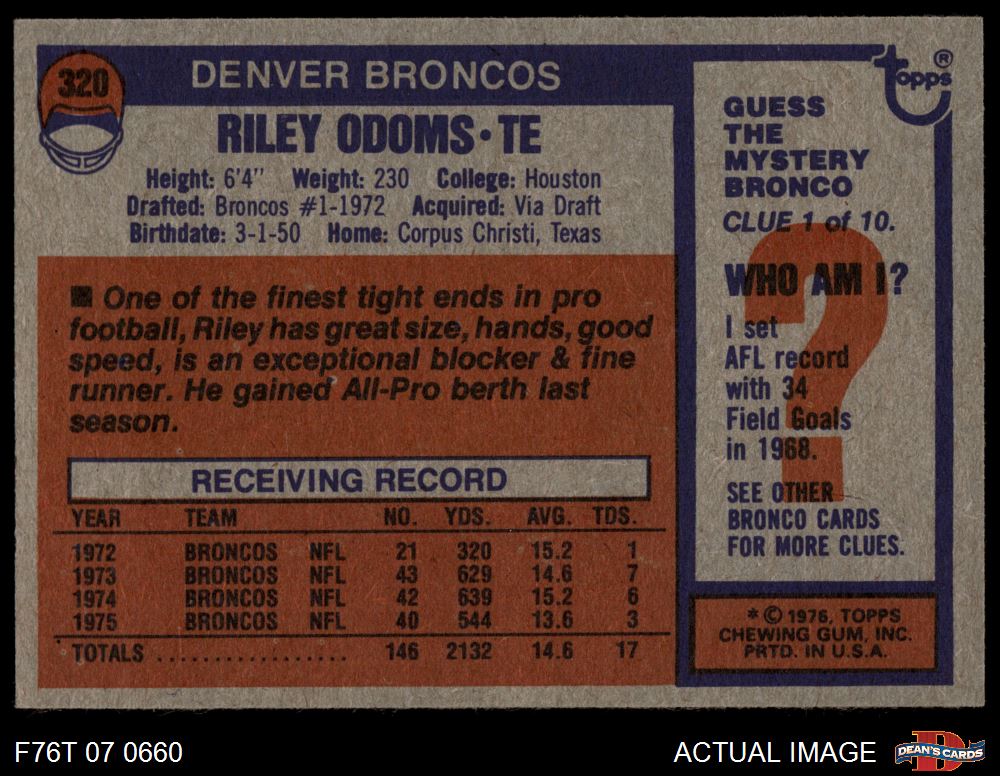 320
DENVER BRONCOS
RILEY ODOMS • TE
Height: 6'4" Weight: 230 College: Houston
Drafted: Broncos #1-1972 Acquired: Via Draft
Birthdate: 3-1-50 Home: Corpus Christi, Texas
■ One of the finest tight ends in pro
football, Riley has great size, hands, good
speed, is an exceptional blocker & fine
runner. He gained All-Pro berth last
season.
RECEIVING RECORD
YEAR TEAM NO. YDS. AVG. TDS.
1972 BRONCOS NFL 21 320 15.2 1
1973 BRONCOS NFL 43 629 14.6 7
1974 BRONCOS NFL 42 639 15.2 6
1975 BRONCOS NFL 40 544 13.6 3
TOTALS .................. 146 2132 14.6 17
topps®
GUESS
THE
MYSTERY
BRONCO
CLUE 1 of 10.
?
WHO AM I?
I set
AFL record
with 34
Field Goals
in 1968.
SEE OTHER
BRONCO CARDS
FOR MORE CLUES.
* © 1976, TOPPS
CHEWING GUM, INC.
PRTD. IN U.S.A.
F76T 07 0660
ACTUAL IMAGE
D
DEAN'S CARDS